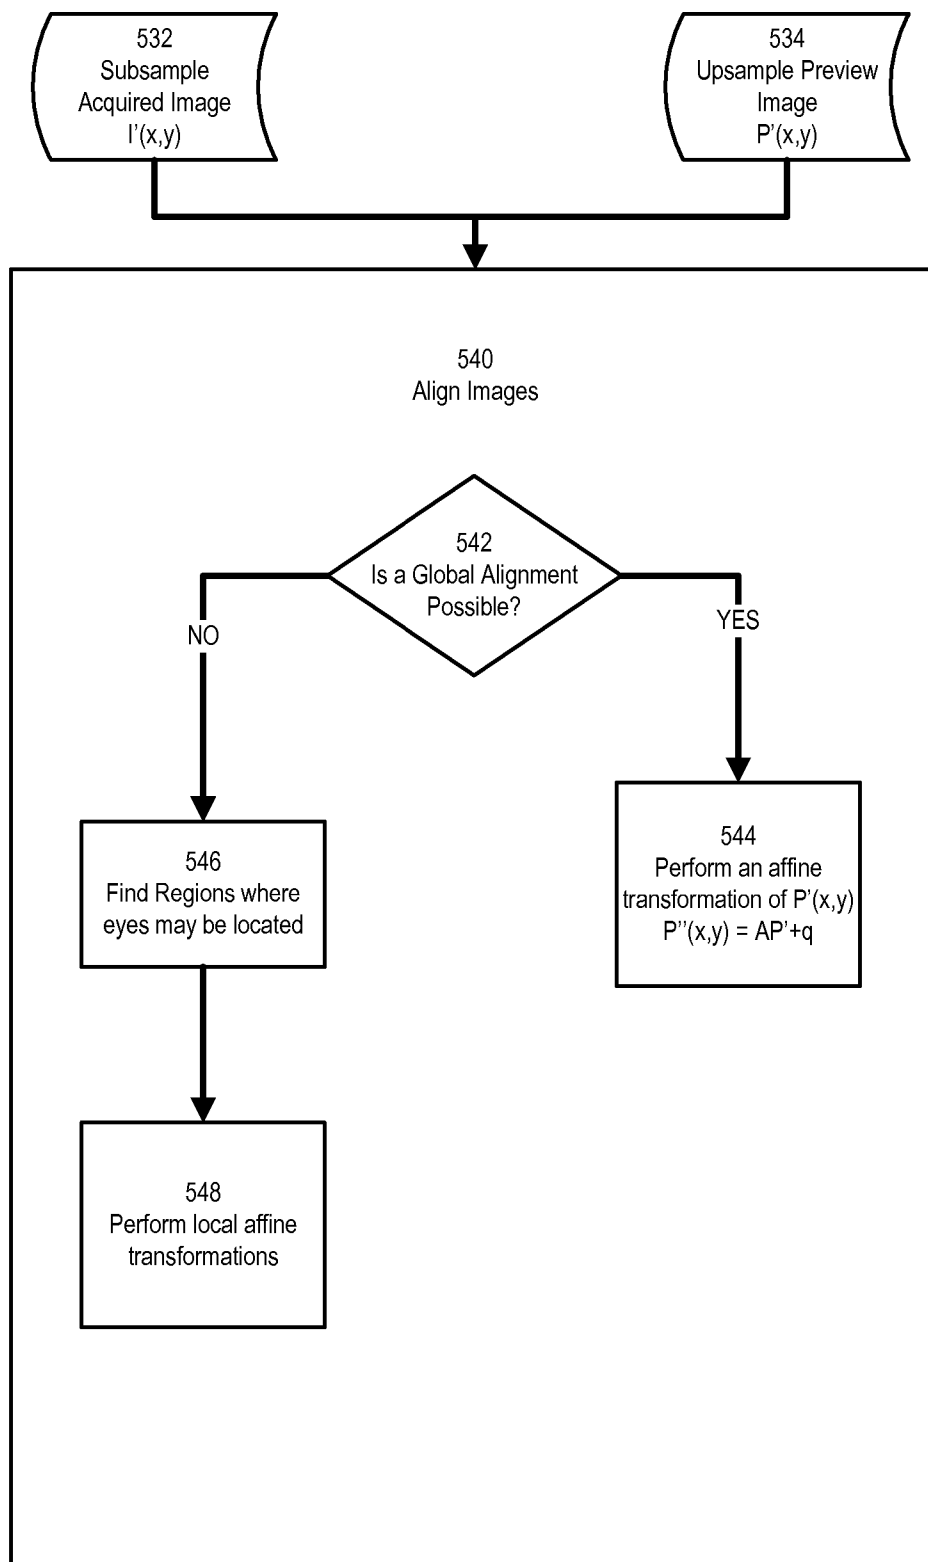 532
Subsample
Acquired Image
I'(x,y)
534
Upsample Preview
Image
P'(x,y)
540
Align Images
542
Is a Global Alignment
Possible?
NO
YES
546
Find Regions where
eyes may be located
544
Perform an affine
transformation of P'(x,y)
P''(x,y) = AP'+q
548
Perform local affine
transformations